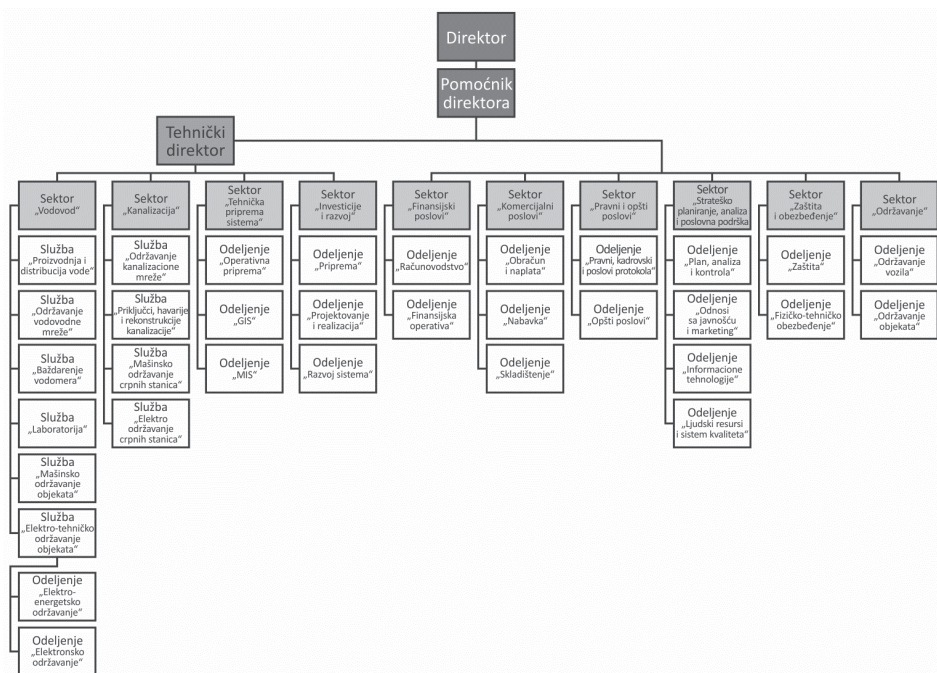 Direktor
Pomoćnik
direktora
Tehnički
direktor
Sektor
„Vodovod“
Služba
„Proizvodnja i
distribucija vode“
Služba
„Održavanje
vodovodne
mreže“
Služba
„Baždarenje
vodomera“
Služba
„Laboratorija“
Služba
„Mašinsko
održavanje
objekata“
Služba
„Elektro-tehničko
održavanje
objekata“
Odeljenje
„Elektro-
energetsko
održavanje“
Odeljenje
„Elektronsko
održavanje“
Sektor
„Kanalizacija“
Služba
„Održavanje
kanalizacione
mreže“
Služba
„Priključci, havarije
i rekonstrukcije
kanalizacije“
Služba
„Mašinsko
održavanje
crpnih stanica“
Služba
„Elektro
održavanje
crpnih stanica“
Sektor
„Tehnička
priprema
sistema“
Odeljenje
„Operativna
priprema“
Odeljenje
„GIS“
Odeljenje
„MIS“
Sektor
„Investicije
i razvoj“
Odeljenje
„Priprema“
Odeljenje
„Projektovanje
i realizacija“
Odeljenje
„Razvoj sistema“
Sektor
„Finansijski
poslovi“
Odeljenje
„Računovodstvo“
Odeljenje
„Finansijska
operativa“
Sektor
„Komercijalni
poslovi“
Odeljenje
„Obračun
i naplata“
Odeljenje
„Nabavka“
Odeljenje
„Skladištenje“
Sektor
„Pravni i opšti
poslovi“
Odeljenje
„Pravni, kadrovski
i poslovi protokola“
Odeljenje
„Opšti poslovi“
Sektor
„Strateško
planiranje, analiza
i poslovna podrška
Odeljenje
„Plan, analiza
i kontrola“
Odeljenje
„Odnosi
sa javnošću
i marketing“
Odeljenje
„Informacione
tehnologije“
Odeljenje
„Ljudski resursi
i sistem kvaliteta“
Sektor
„Zaštita
i obezbeđenje“
Odeljenje
„Zaštita“
Odeljenje
„Fizičko-tehničko
obezbeđenje“
Sektor
„Održavanje“
Odeljenje
„Održavanje
vozila“
Odeljenje
„Održavanje
objekata“